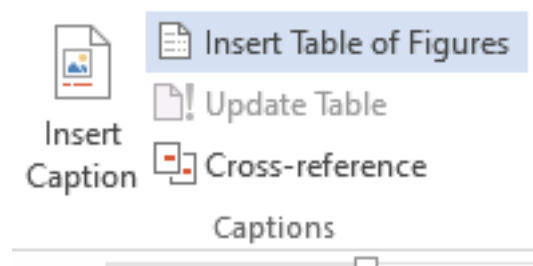 Insert Caption
Insert Table of Figures
Update Table
Cross-reference
Captions